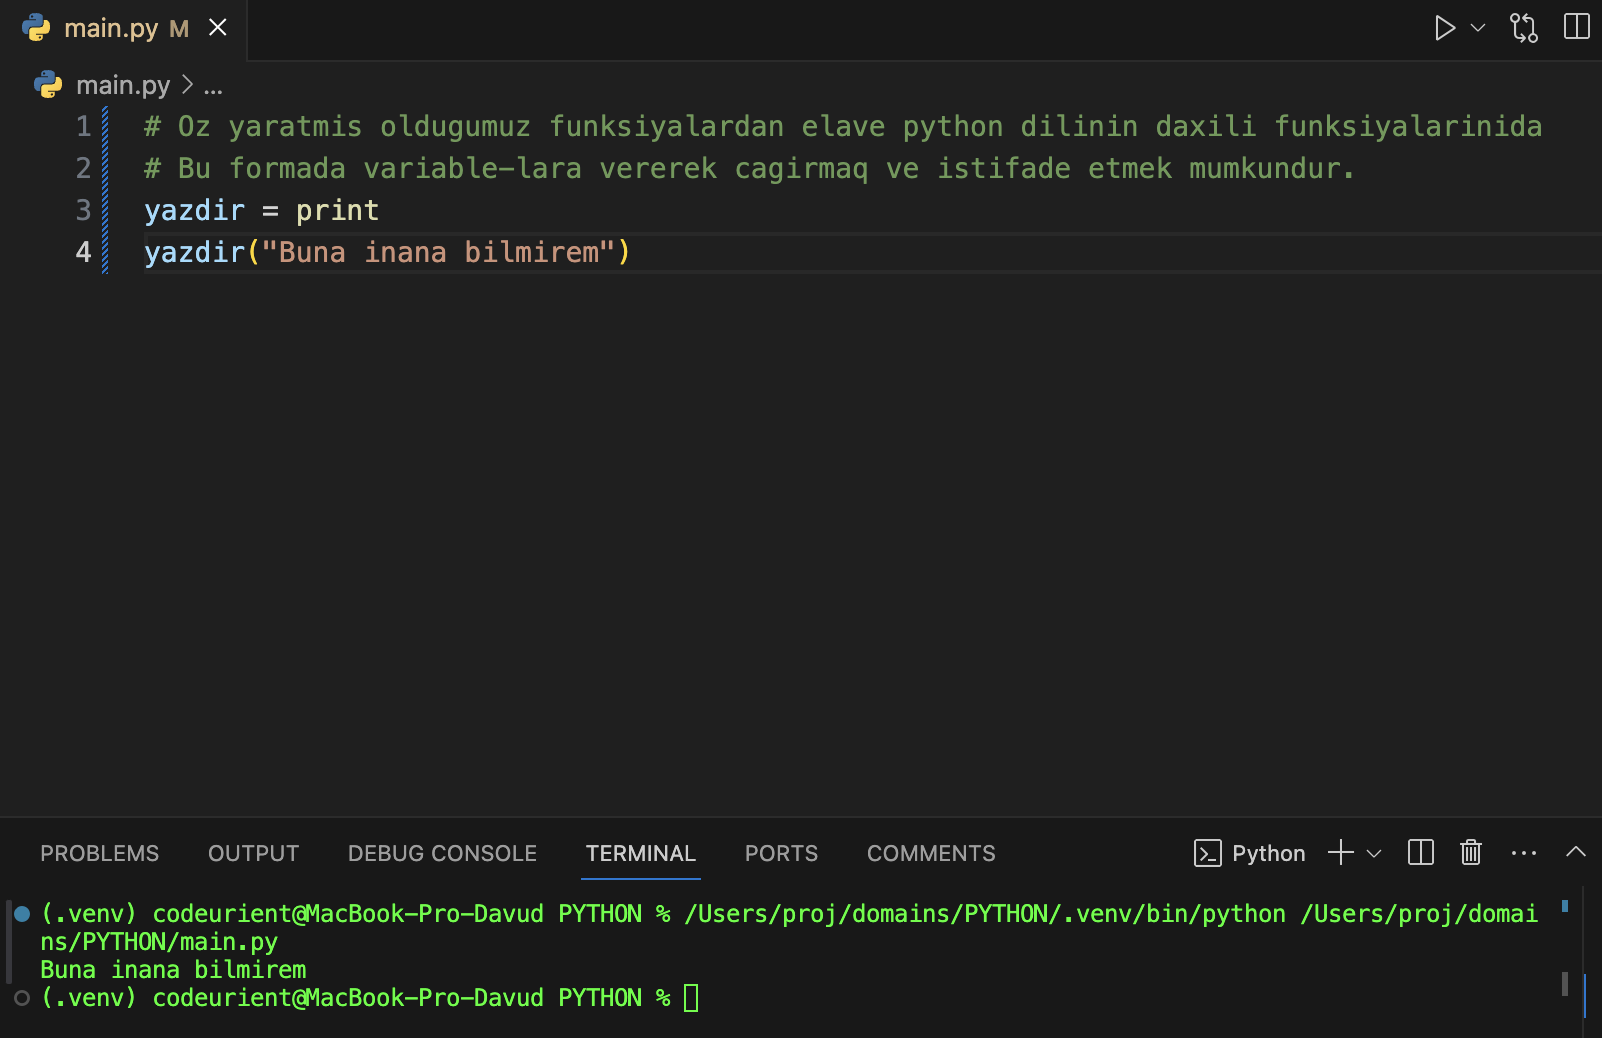 main.py M
main.py > ...
1 # Oz yaratmis oldugumuz funksiyalardan elave python dilinin daxili funksiyalarinida
2 # Bu formada variable-lara vererek cagirmaq ve istifade etmek mumkundur.
3 yazdir = print
4 yazdir("Buna inana bilmirem")
PROBLEMS OUTPUT DEBUG CONSOLE TERMINAL PORTS COMMENTS Python
(.venv) codeurient@MacBook-Pro-Davud PYTHON % /Users/proj/domains/PYTHON/.venv/bin/python /Users/proj/domai
ns/PYTHON/main.py
Buna inana bilmirem
(.venv) codeurient@MacBook-Pro-Davud PYTHON %